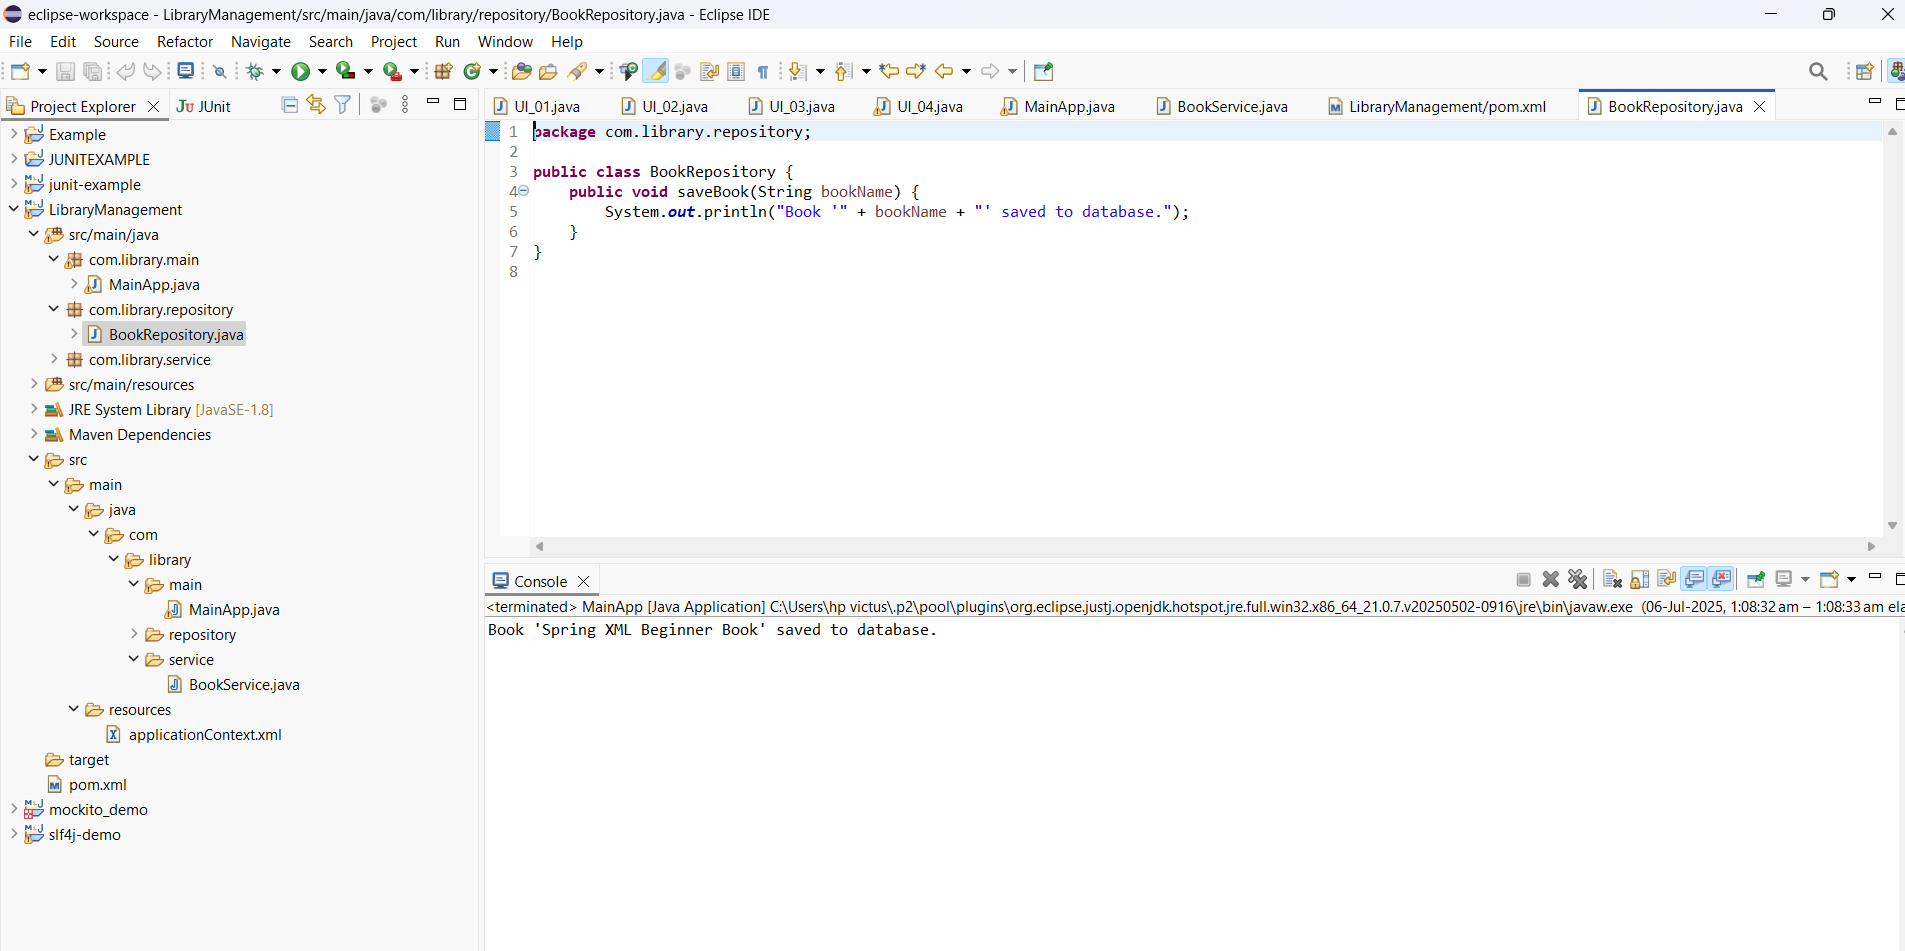 eclipse-workspace - LibraryManagement/src/main/java/com/library/repository/BookRepository.java - Eclipse IDE
File Edit Source Refactor Navigate Search Project Run Window Help
Project Explorer
JUnit
Example
JUNITEXAMPLE
junit-example
LibraryManagement
src/main/java
com.library.main
MainApp.java
com.library.repository
BookRepository.java
com.library.service
src/main/resources
JRE System Library [JavaSE-1.8]
Maven Dependencies
src
main
java
com
library
main
MainApp.java
repository
service
BookService.java
resources
applicationContext.xml
target
pom.xml
mockito_demo
slf4j-demo
UI_01.java UI_02.java UI_03.java UI_04.java MainApp.java BookService.java LibraryManagement/pom.xml BookRepository.java
1 package com.library.repository;
2
3 public class BookRepository {
4 public void saveBook(String bookName) {
5 System.out.println("Book '" + bookName + "' saved to database.");
6 }
7 }
8
Console
<terminated> MainApp [Java Application] C:\Users\hp victus\.p2\pool\plugins\org.eclipse.justj.openjdk.hotspot.jre.full.win32.x86_64_21.0.7.v20250502-0916\jre\bin\javaw.exe (06-Jul-2025, 1:08:32 am – 1:08:33 am ela
Book 'Spring XML Beginner Book' saved to database.